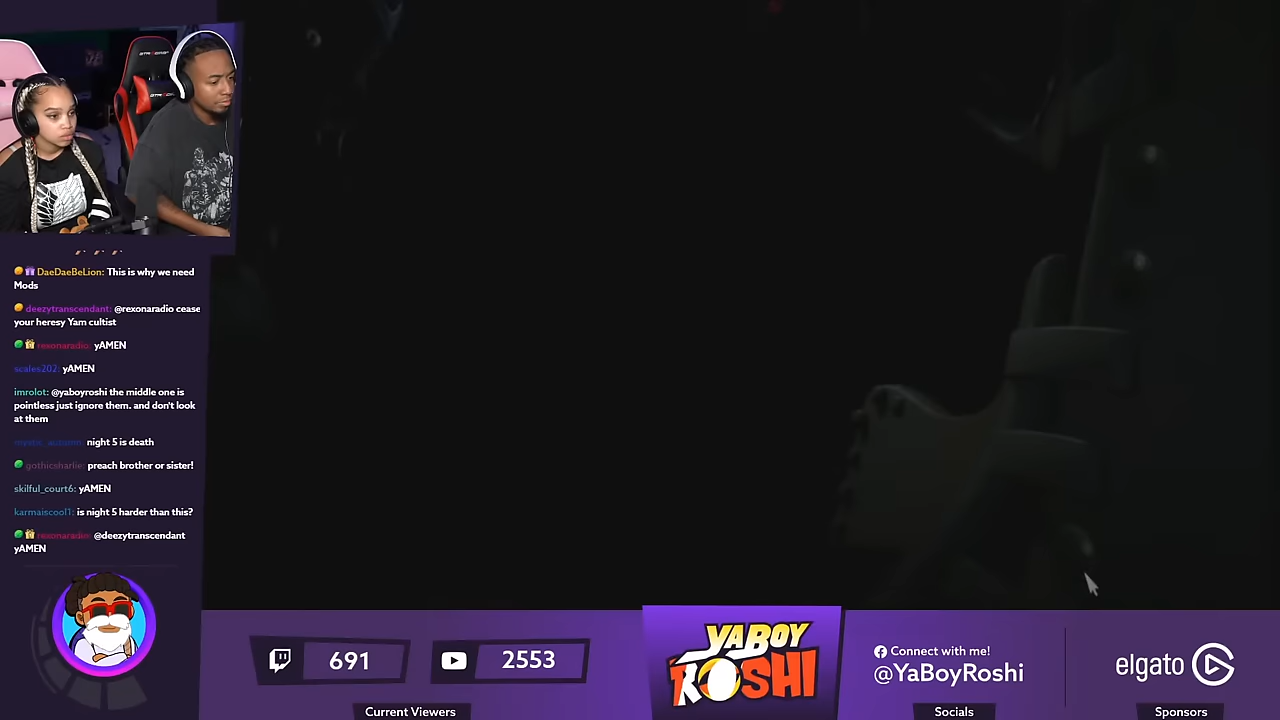 DaeDaeBeLion: This is why we need
Mods
deezytranscendant: @rexonaradio cease
your heresy Yam cultist
rexonaradio: yAMEN
scales202: yAMEN
imrolot: @yaboyroshi the middle one is
pointless just ignore them. and don't look
at them
night 5 is death
gothicsharlie: preach brother or sister!
skilful_court6: yAMEN
karmaiscool1: is night 5 harder than this?
rexonaradio: @deezytranscendant
yAMEN
691
2553
Current Viewers
YABOY
ROSHI
Connect with me!
@YaBoyRoshi
Socials
elgato
Sponsors